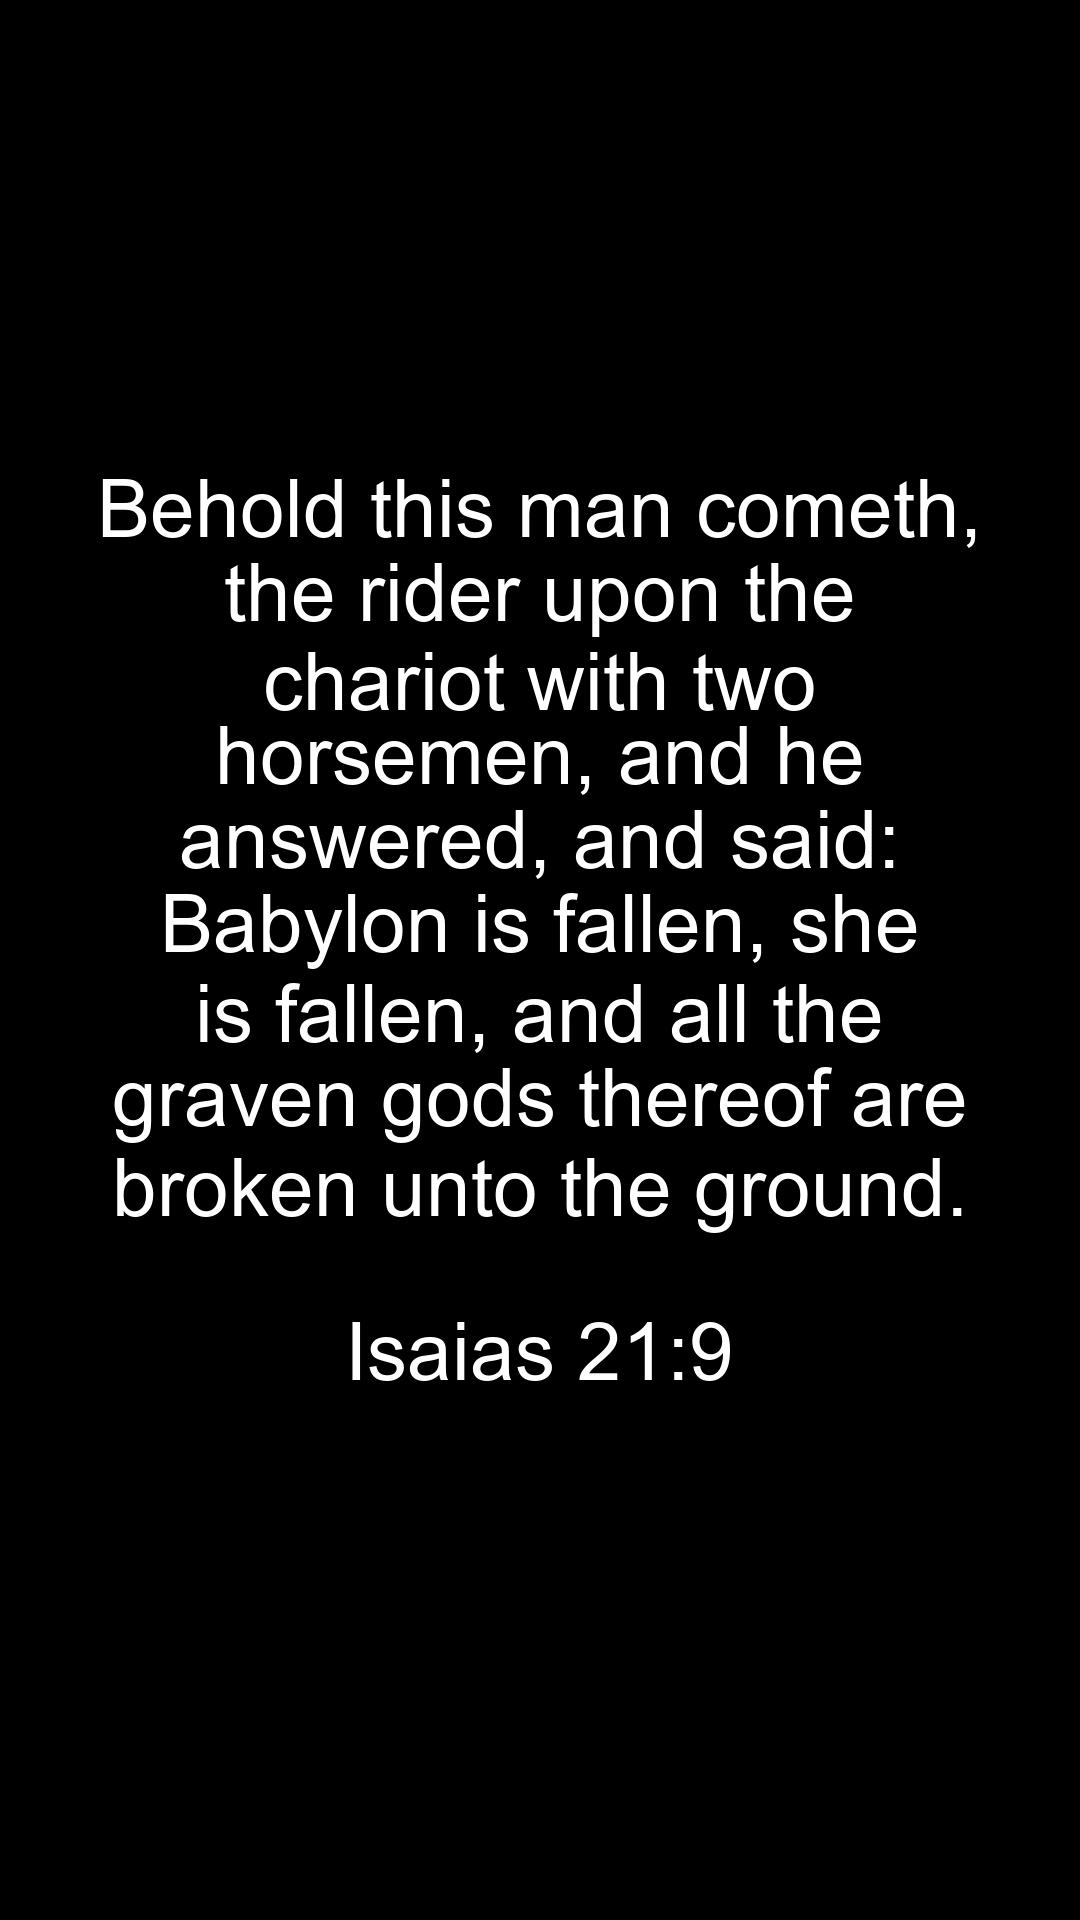 Behold this man cometh,
the rider upon the
chariot with two
horsemen, and he
answered, and said:
Babylon is fallen, she
is fallen, and all the
graven gods thereof are
broken unto the ground.
Isaias 21:9